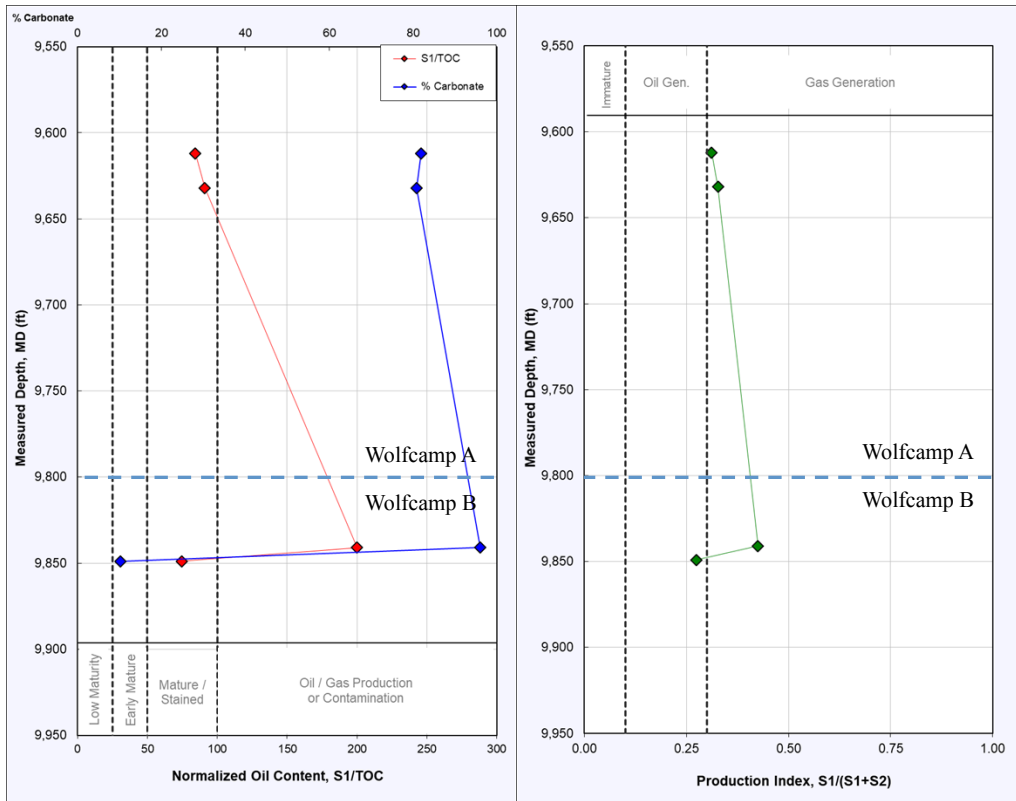 % Carbonate
0
20
40
60
80
100
9,550
9,600
9,650
9,700
9,750
9,800
9,850
9,900
9,950
Measured Depth, MD (ft)
S1/TOC
% Carbonate
Wolfcamp A
Wolfcamp B
Low Maturity
Early Mature
Mature /
Stained
Oil / Gas Production
or Contamination
0
50
100
150
200
250
300
Normalized Oil Content, S1/TOC
9,550
9,600
9,650
9,700
9,750
9,800
9,850
9,900
9,950
Measured Depth, MD (ft)
Immature
Oil Gen.
Gas Generation
Wolfcamp A
Wolfcamp B
0.00
0.25
0.50
0.75
1.00
Production Index, S1/(S1+S2)